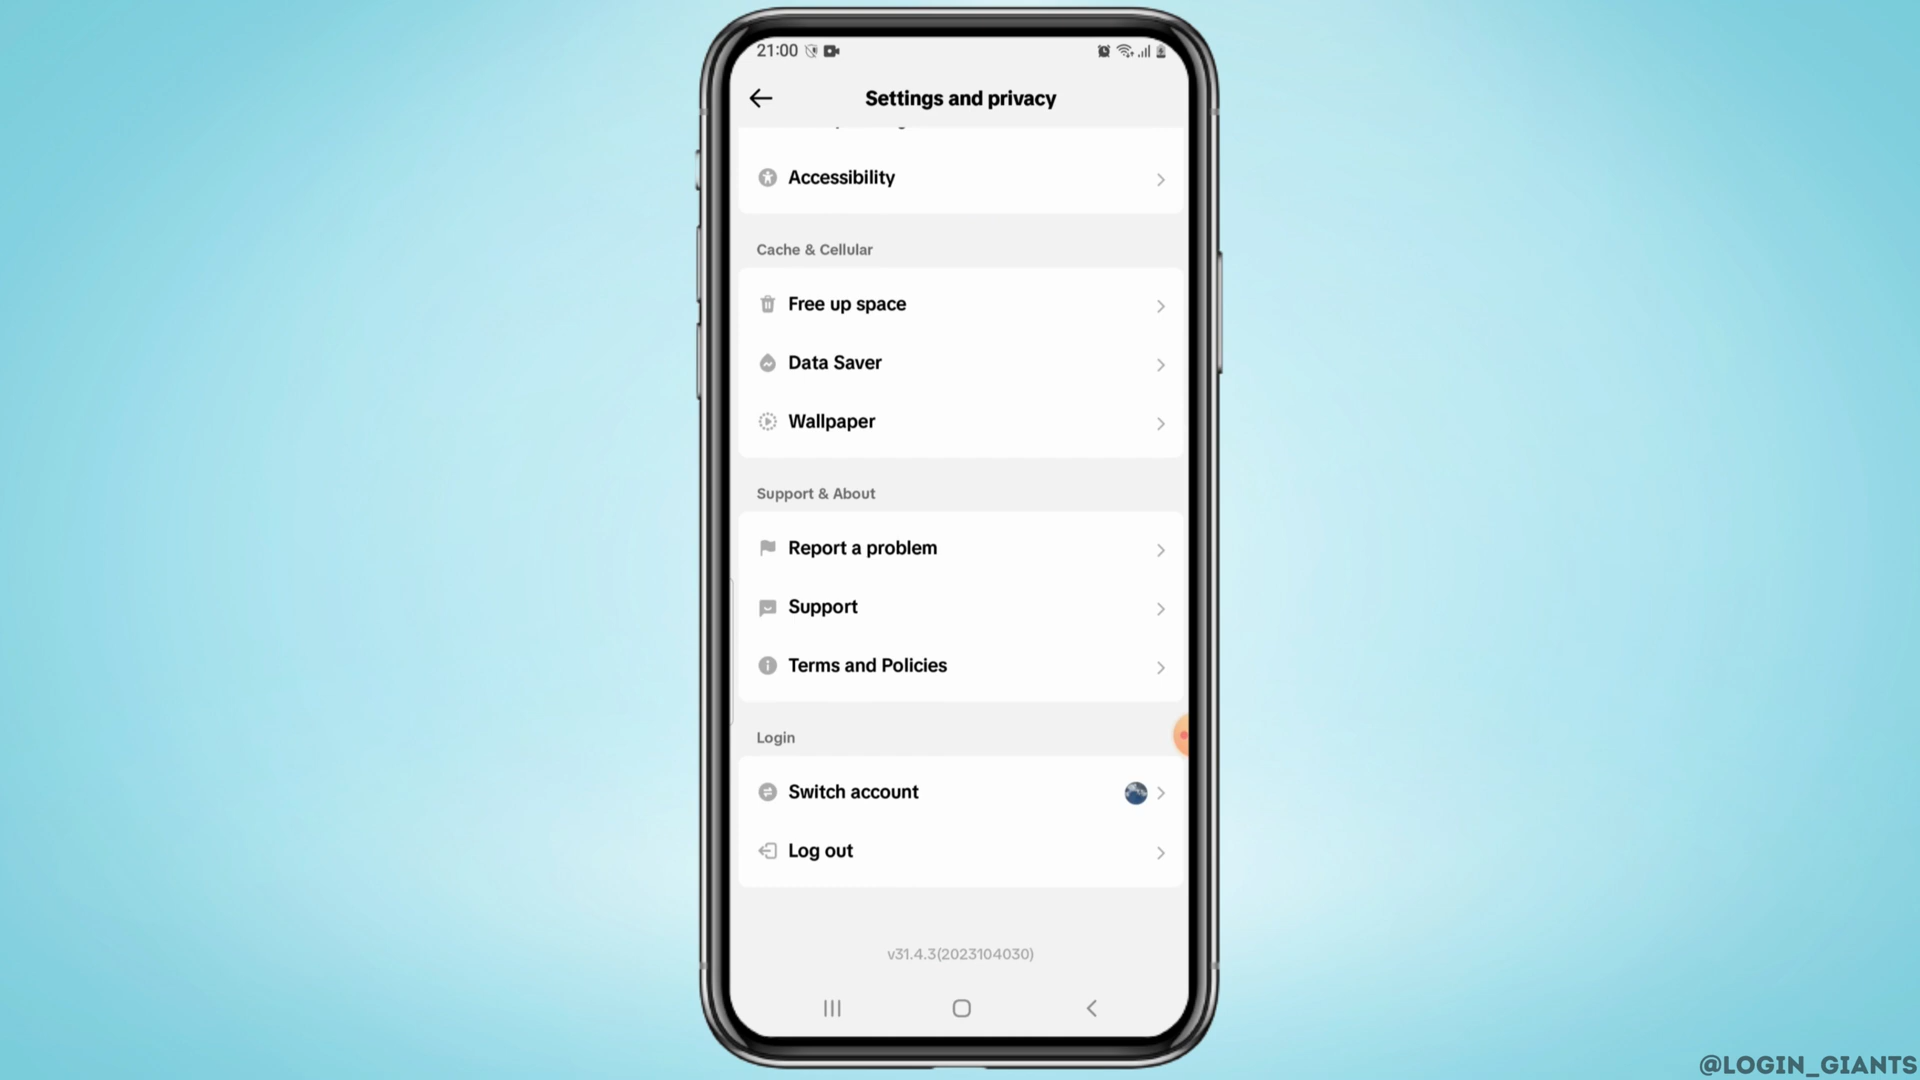 21:00
Settings and privacy
Accessibility
Cache & Cellular
Free up space
Data Saver
Wallpaper
Support & About
Report a problem
Support
Terms and Policies
Login
Switch account
Log out
v31.4.3(2023104030)
@LOGIN_GIANTS